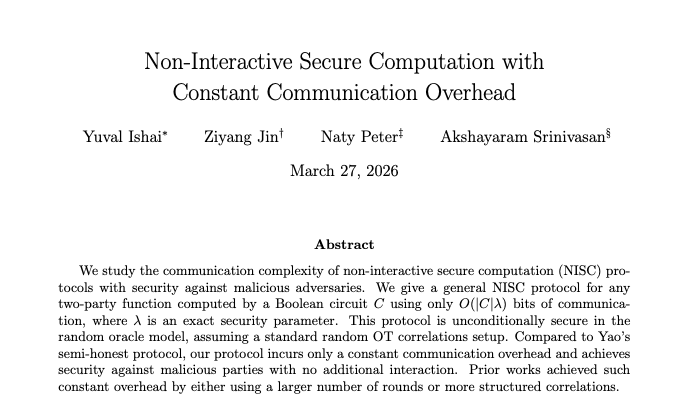 Non-Interactive Secure Computation with
Constant Communication Overhead
Yuval Ishai* Ziyang Jin† Naty Peter‡ Akshayaram Srinivasan§
March 27, 2026
Abstract
We study the communication complexity of non-interactive secure computation (NISC) pro-
tocols with security against malicious adversaries. We give a general NISC protocol for any
two-party function computed by a Boolean circuit C using only O(|C|λ) bits of communica-
tion, where λ is an exact security parameter. This protocol is unconditionally secure in the
random oracle model, assuming a standard random OT correlations setup. Compared to Yao's
semi-honest protocol, our protocol incurs only a constant communication overhead and achieves
security against malicious parties with no additional interaction. Prior works achieved such
constant overhead by either using a larger number of rounds or more structured correlations.